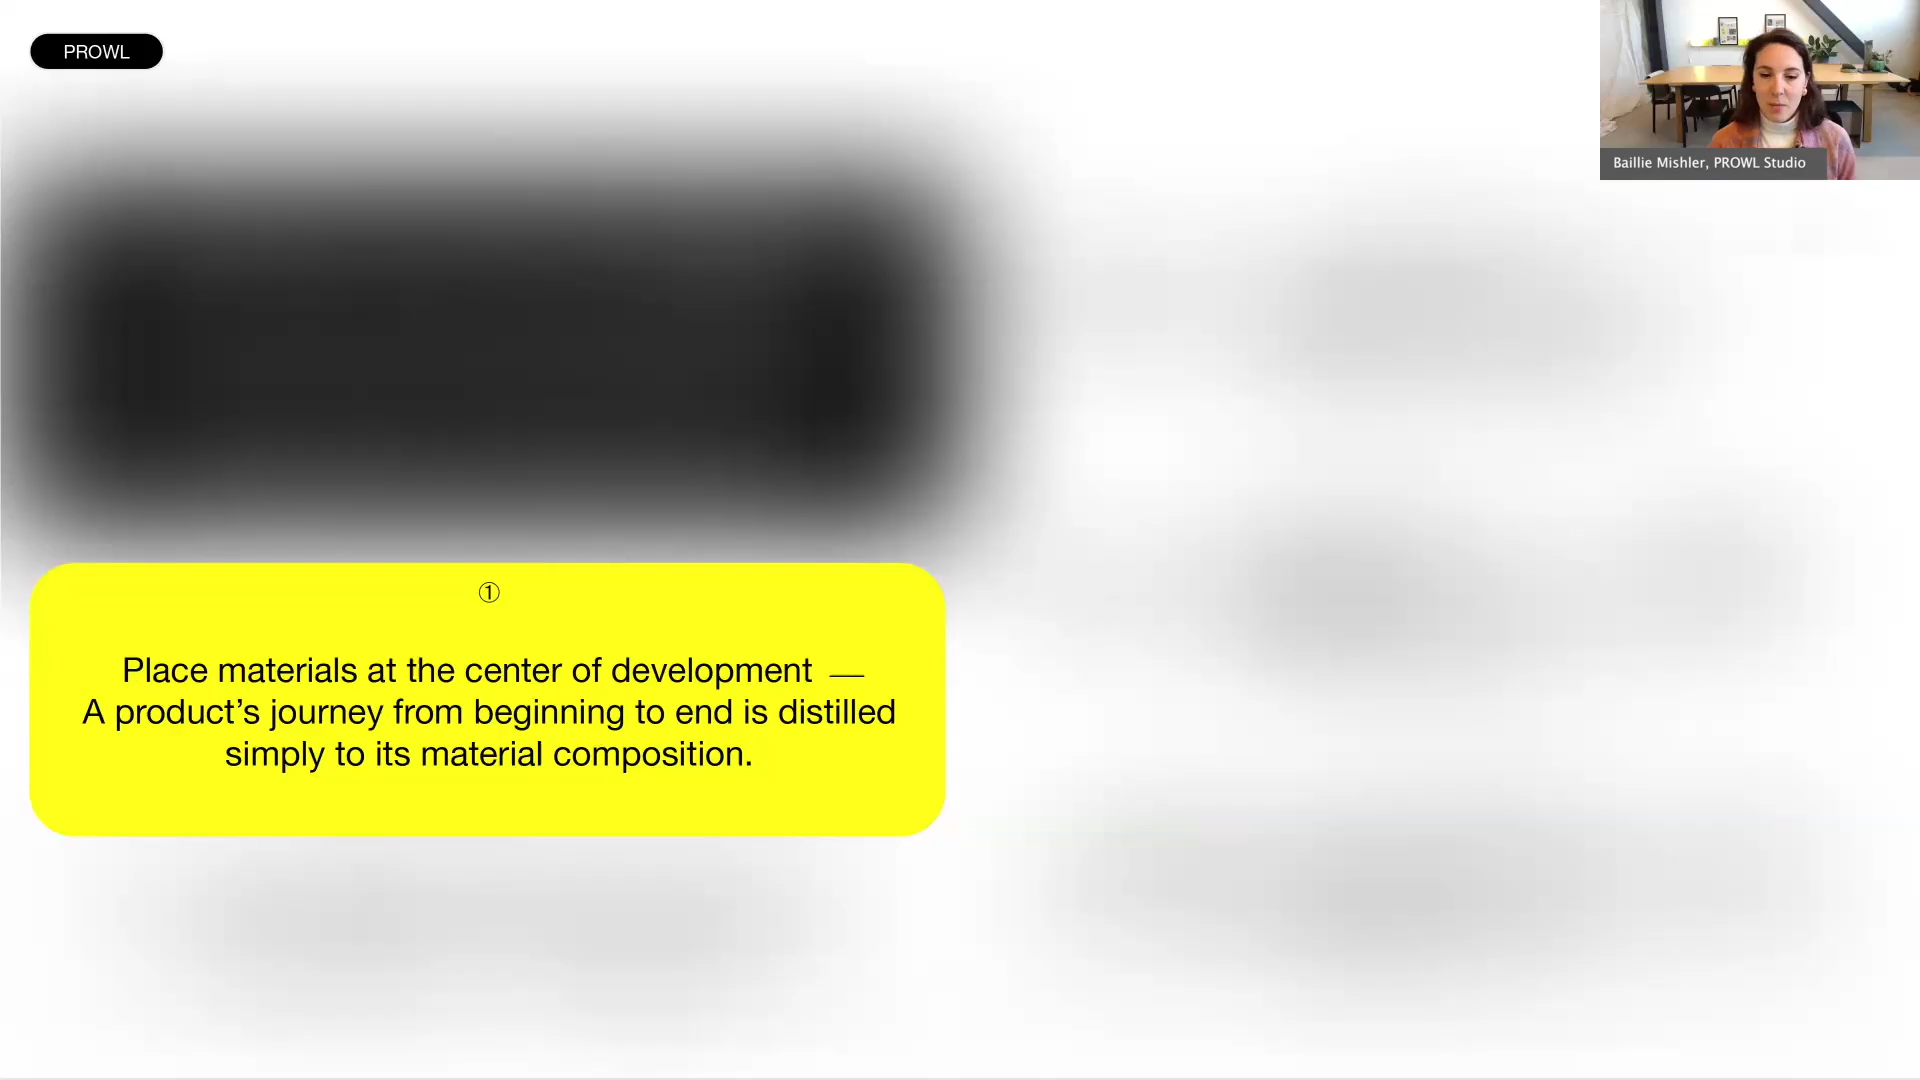 PROWL
Baillie Mishler, PROWL Studio
①
Place materials at the center of development —
A product’s journey from beginning to end is distilled
simply to its material composition.